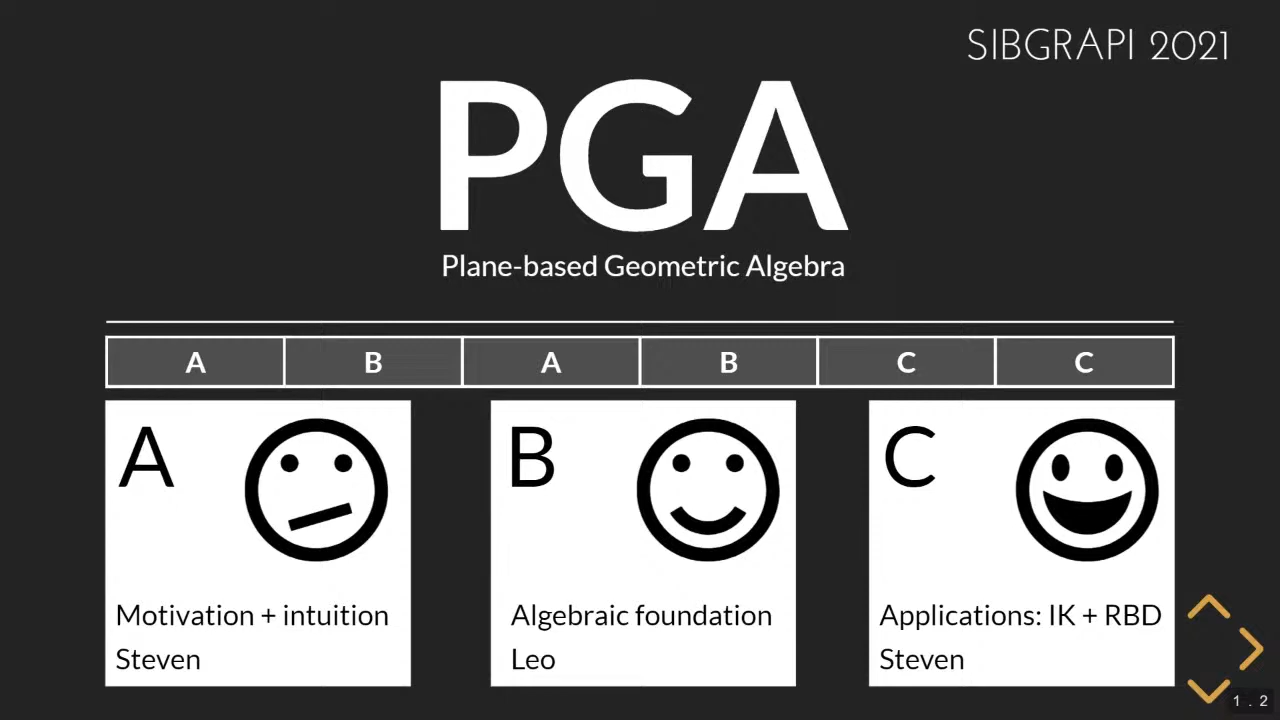 SIBGRAPI 2021
PGA
Plane-based Geometric Algebra
A B A B C C
A
Motivation + intuition
Steven
B
Algebraic foundation
Leo
C
Applications: IK + RBD
Steven
1 . 2